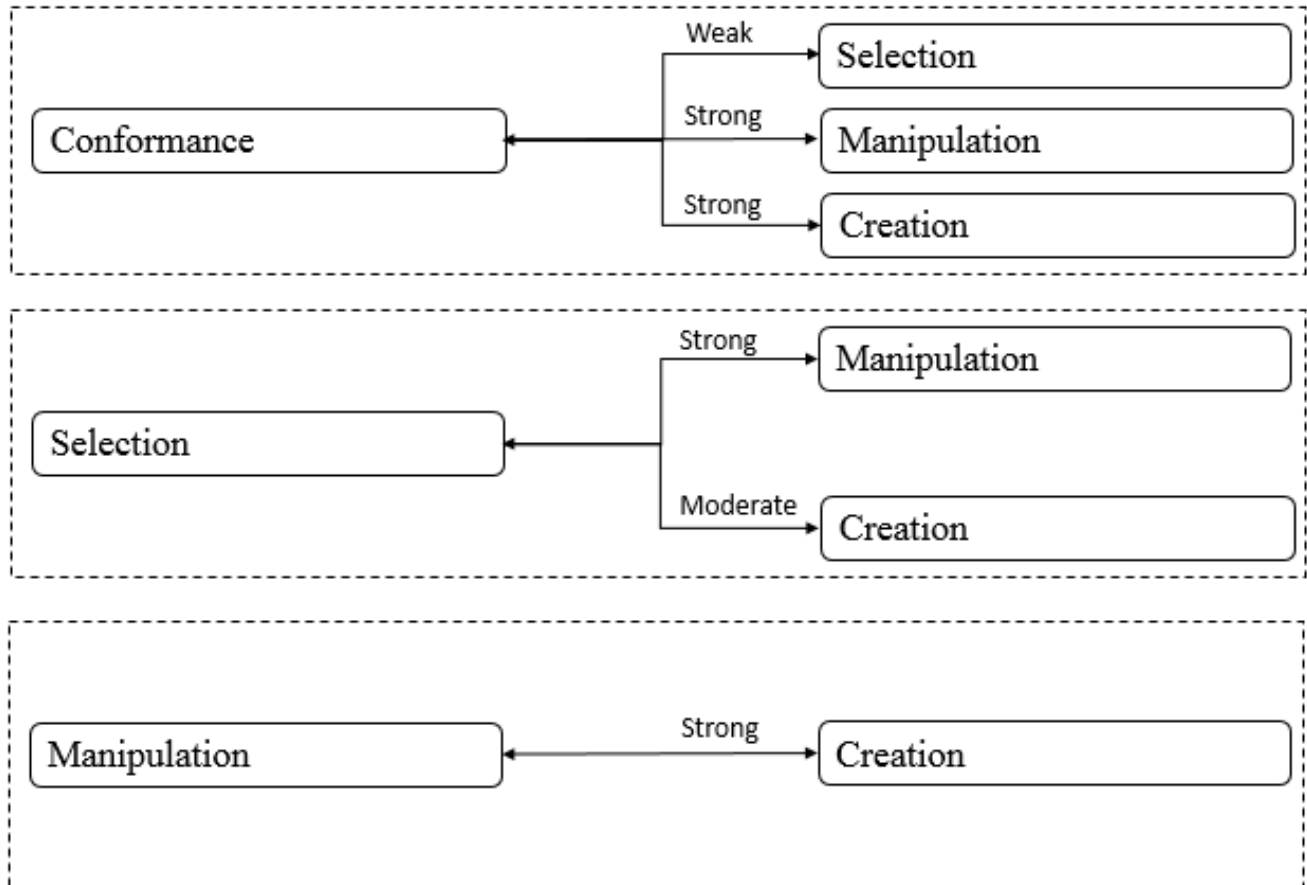 Weak
Selection
Conformance
Strong
Manipulation
Strong
Creation
Strong
Manipulation
Selection
Moderate
Creation
Manipulation
Strong
Creation